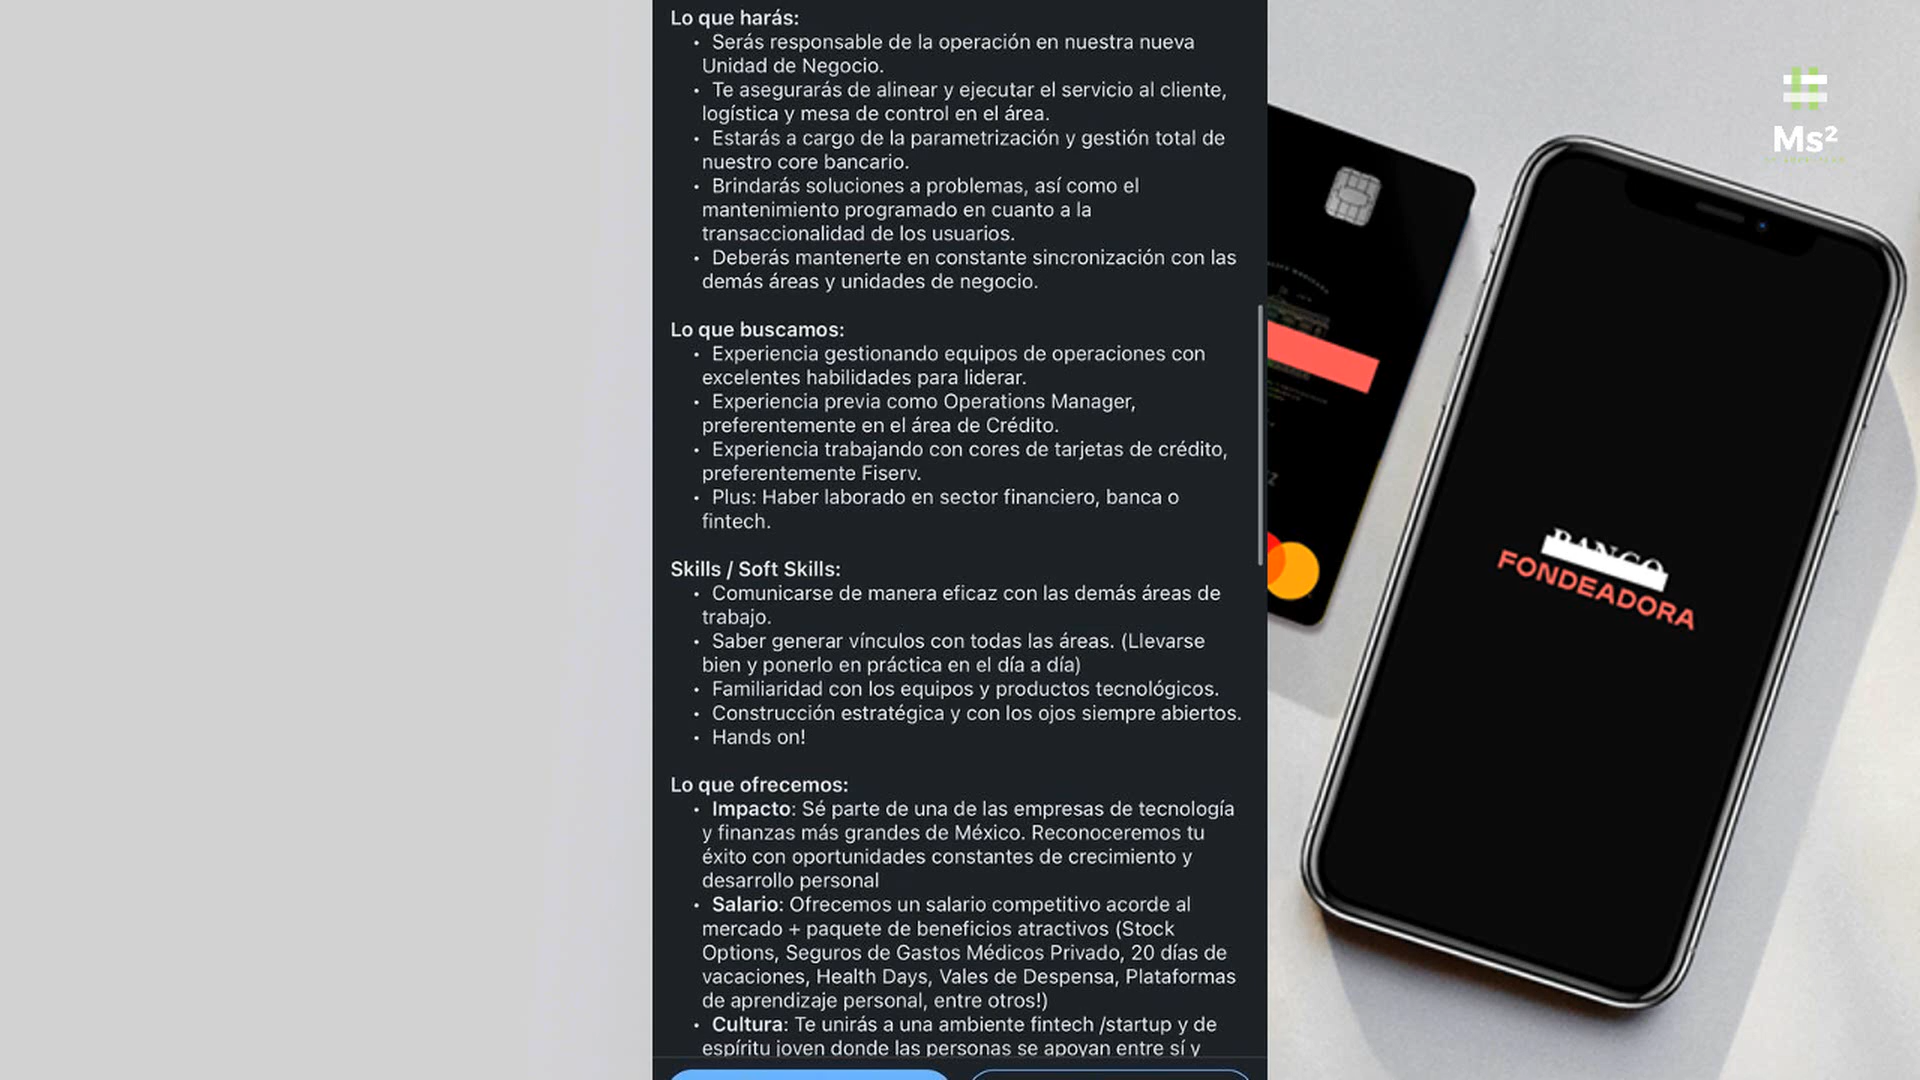 Lo que harás:
• Serás responsable de la operación en nuestra nueva
Unidad de Negocio.
• Te asegurarás de alinear y ejecutar el servicio al cliente,
logística y mesa de control en el área.
• Estarás a cargo de la parametrización y gestión total de
nuestro core bancario.
• Brindarás soluciones a problemas, así como el
mantenimiento programado en cuanto a la
transaccionalidad de los usuarios.
• Deberás mantenerte en constante sincronización con las
demás áreas y unidades de negocio.
Lo que buscamos:
• Experiencia gestionando equipos de operaciones con
excelentes habilidades para liderar.
• Experiencia previa como Operations Manager,
preferentemente en el área de Crédito.
• Experiencia trabajando con cores de tarjetas de crédito,
preferentemente Fiserv.
• Plus: Haber laborado en sector financiero, banca o
fintech.
Skills / Soft Skills:
• Comunicarse de manera eficaz con las demás áreas de
trabajo.
• Saber generar vínculos con todas las áreas. (Llevarse
bien y ponerlo en práctica en el día a día)
• Familiaridad con los equipos y productos tecnológicos.
• Construcción estratégica y con los ojos siempre abiertos.
• Hands on!
Lo que ofrecemos:
• Impacto: Sé parte de una de las empresas de tecnología
y finanzas más grandes de México. Reconoceremos tu
éxito con oportunidades constantes de crecimiento y
desarrollo personal
• Salario: Ofrecemos un salario competitivo acorde al
mercado + paquete de beneficios atractivos (Stock
Options, Seguros de Gastos Médicos Privado, 20 días de
vacaciones, Health Days, Vales de Despensa, Plataformas
de aprendizaje personal, entre otros!)
• Cultura: Te unirás a una ambiente fintech /startup y de
espíritu joven donde las personas se apoyan entre sí y
Ms²
BANCO
FONDEADORA